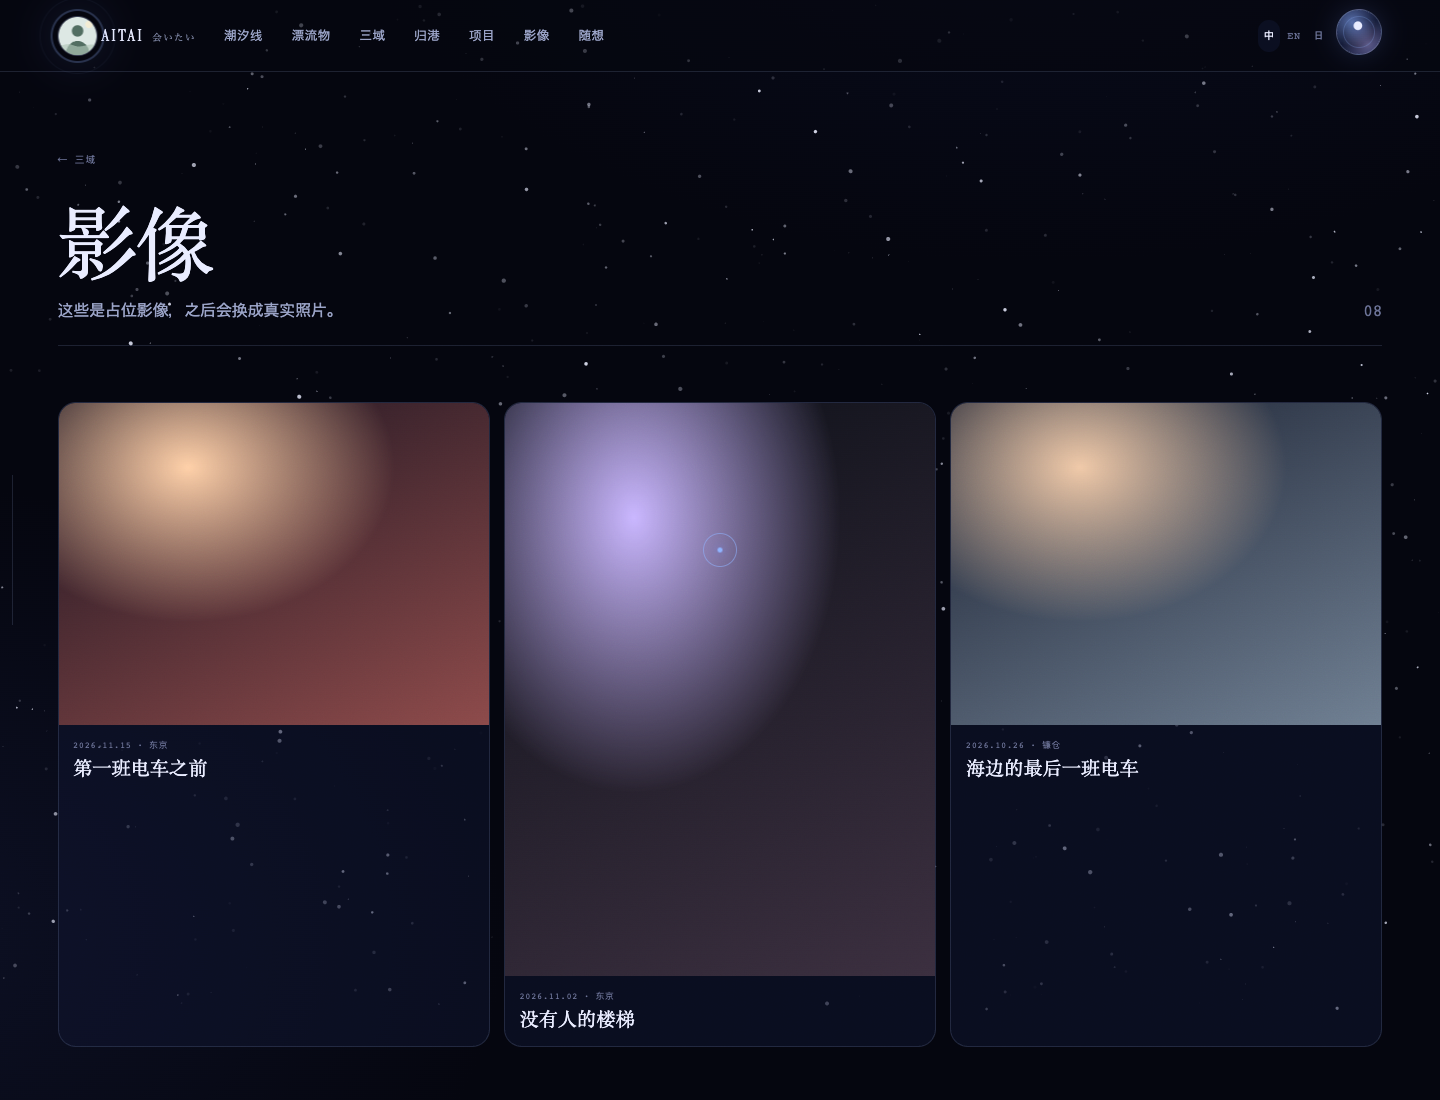 AITAI 会いたい 潮汐线 漂流物 三域 归港 项目 影像 随想 中 EN 日
← 三域
影像
这些是占位影像，之后会换成真实照片。 08
2026.11.15 · 东京
第一班电车之前
2026.11.02 · 东京
没有人的楼梯
2026.10.26 · 镰仓
海边的最后一班电车